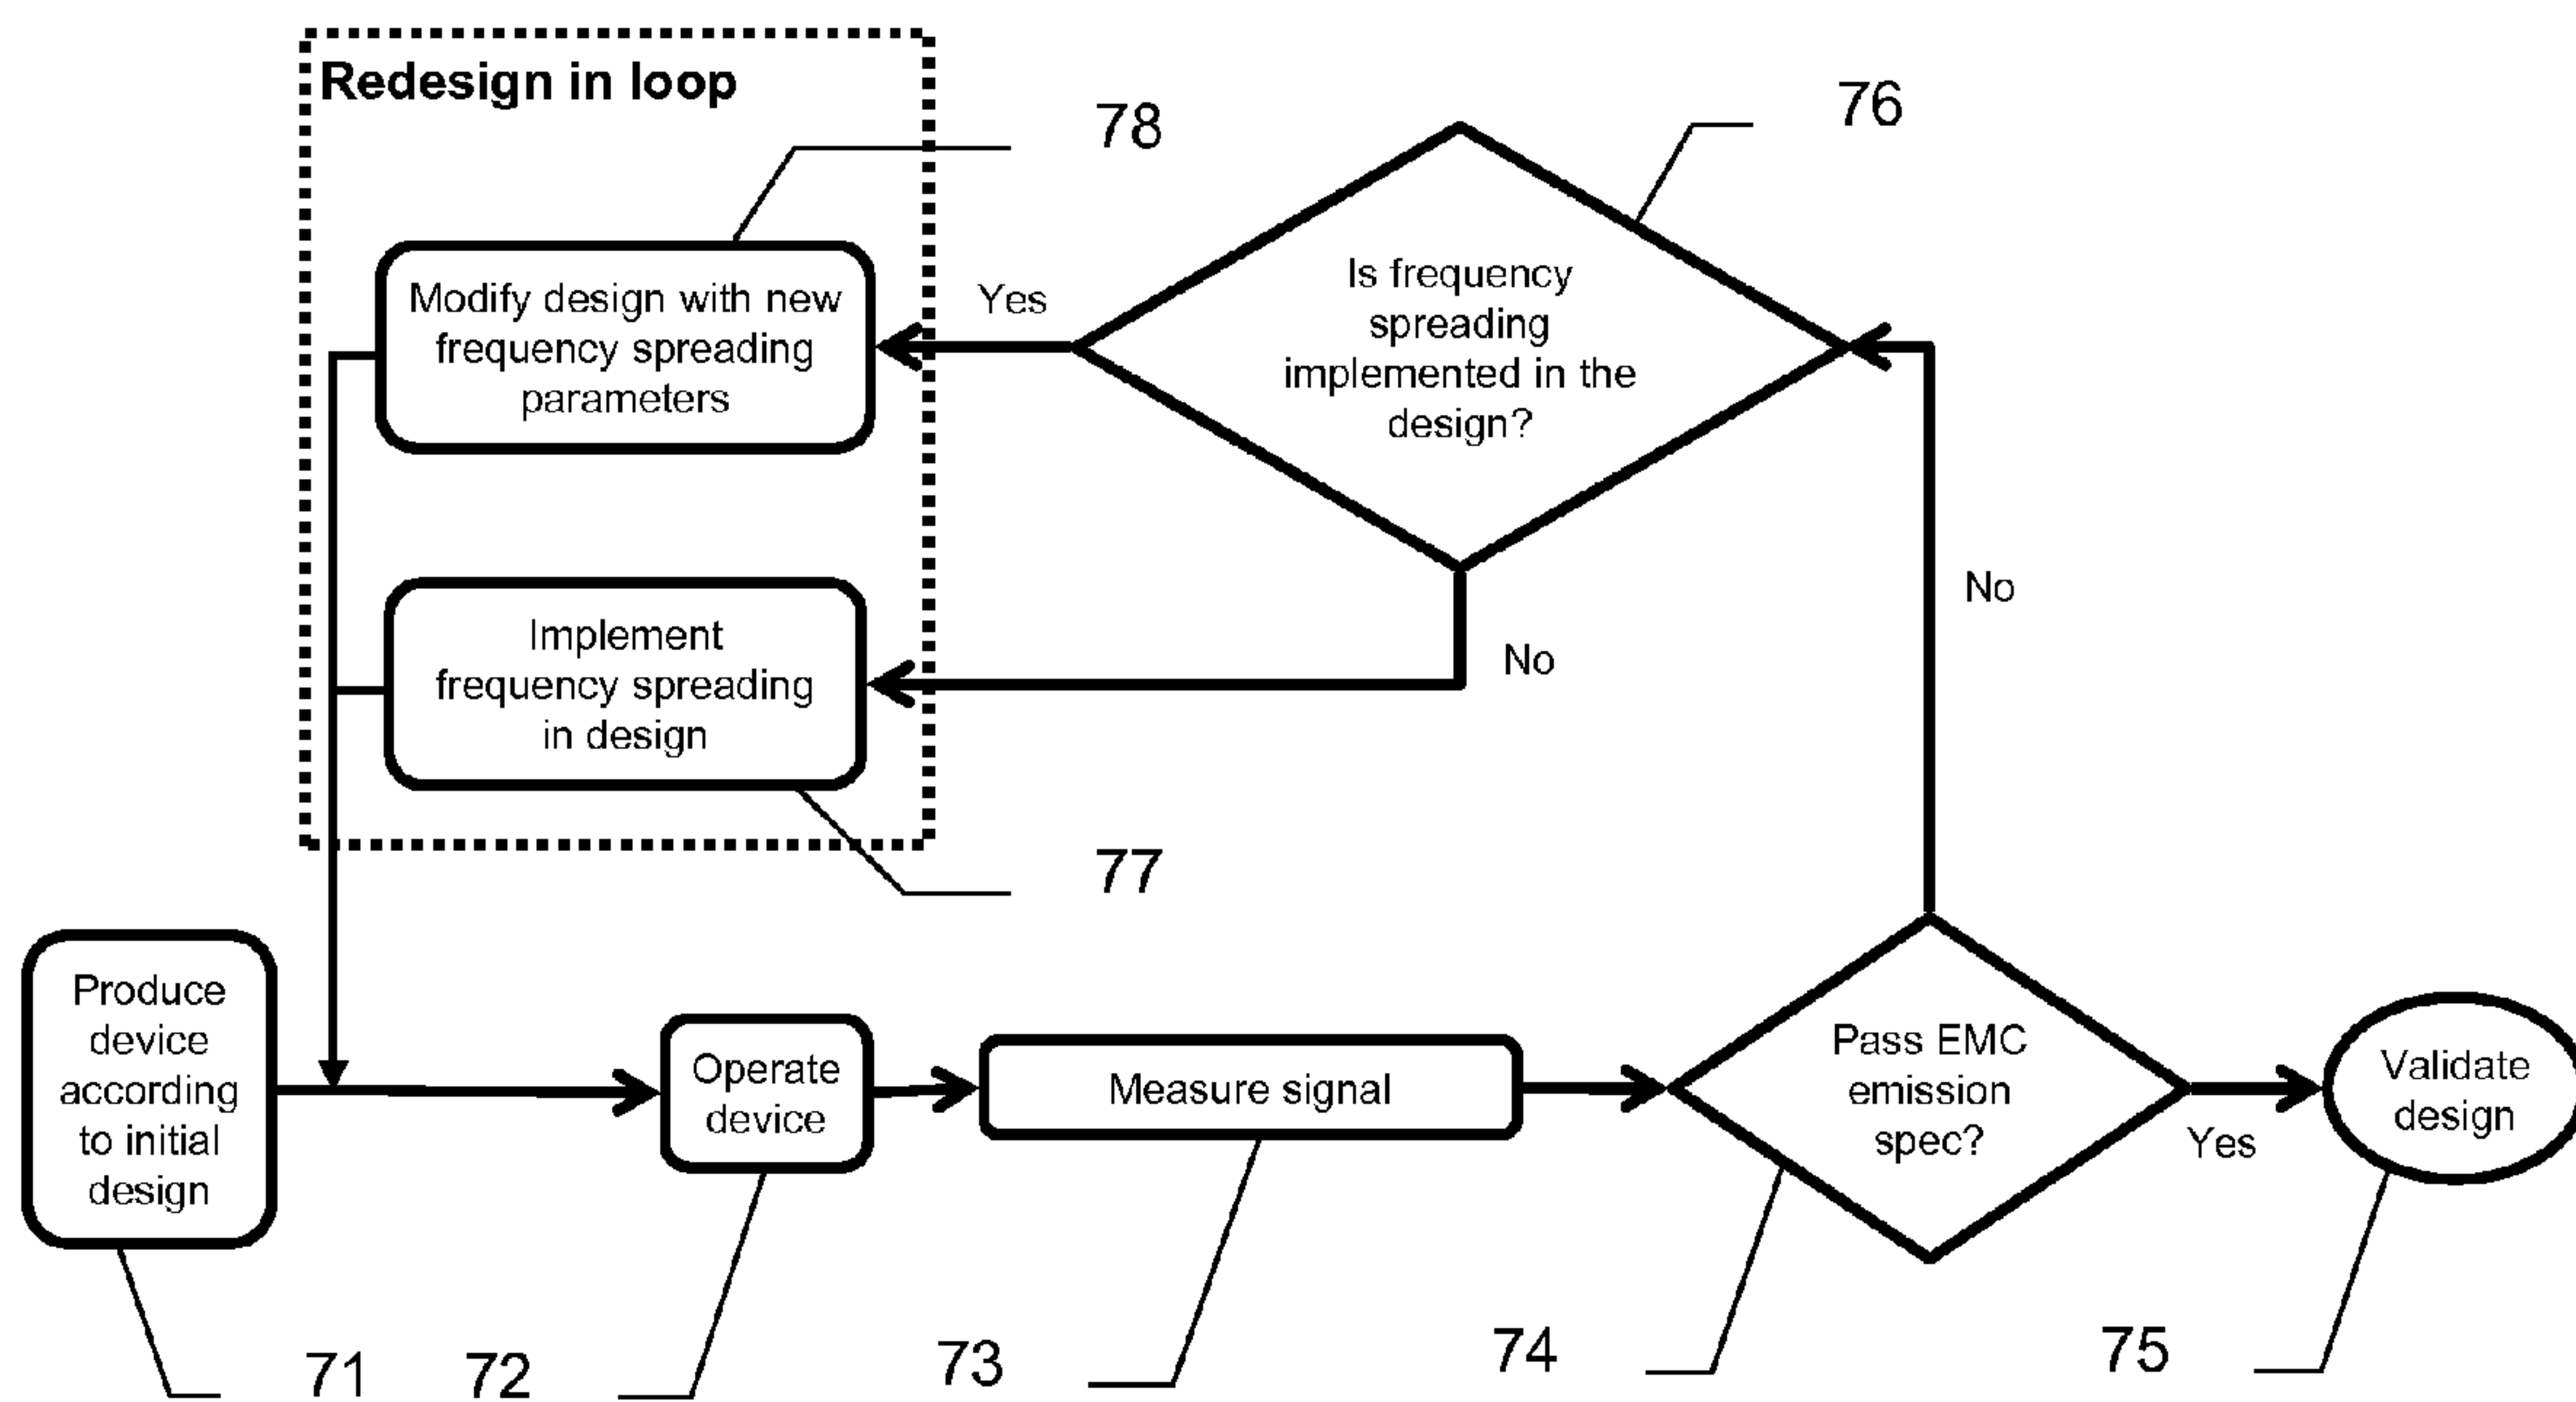 Redesign in loop
78
76
Modify design with new
frequency spreading
parameters
Yes
Is frequency
spreading
implemented in the
design?
No
Implement
frequency spreading
in design
No
77
Produce
device
according
to initial
design
Operate
device
Measure signal
Pass EMC
emission
spec?
Yes
Validate
design
71
72
73
74
75